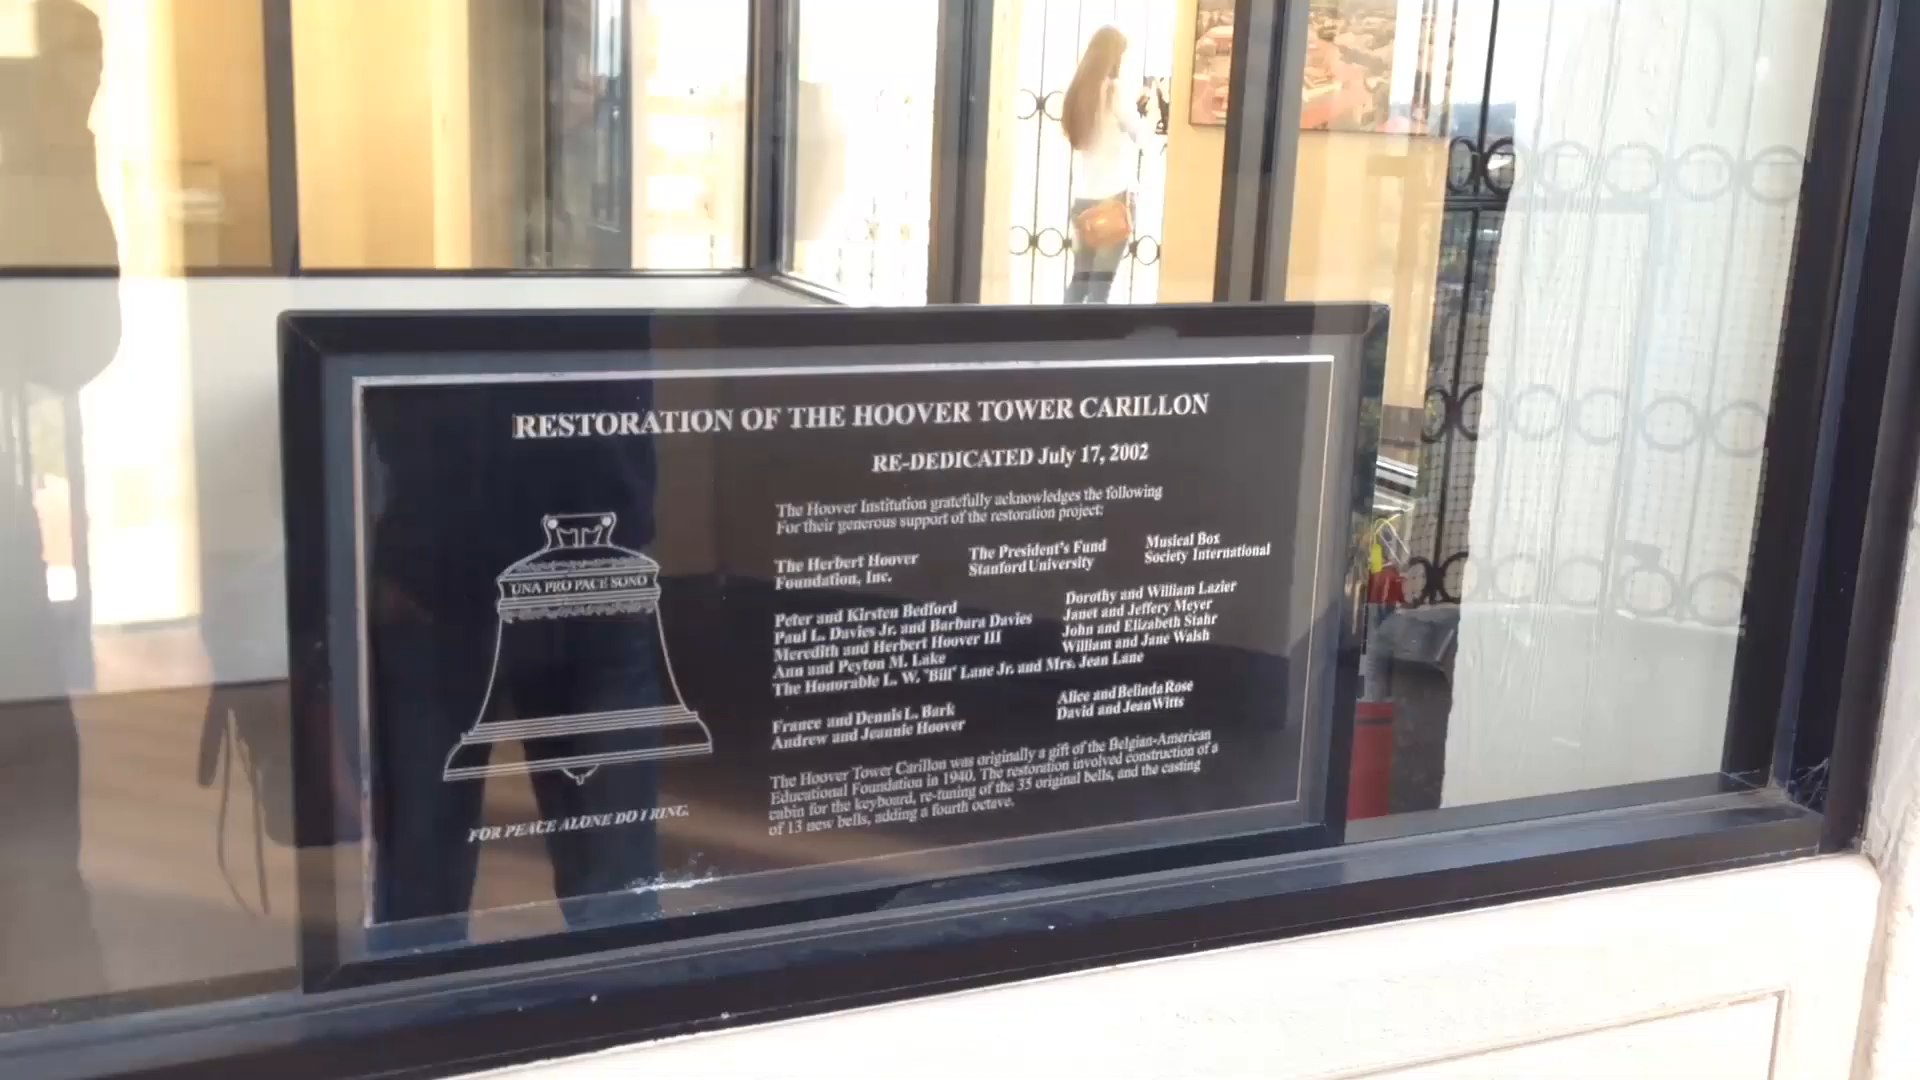 RESTORATION OF THE HOOVER TOWER CARILLON
RE-DEDICATED July 17, 2002
The Hoover Institution gratefully acknowledges the following
For their generous support of the restoration project:
The Herbert Hoover
Foundation, Inc.
The President's Fund
Stanford University
Musical Box
Society International
Peter and Kirsten Bedford
Paul L. Davies Jr. and Barbara Davies
Meredith and Herbert Hoover III
Ann and Peyton M. Lake
The Honorable L. W. "Bill" Lane Jr. and Mrs. Jean Lane
Dorothy and William Lazier
Janet and Jeffery Meyer
John and Elizabeth Stahr
William and Jane Walsh
France and Dennis L. Bark
Andrew and Jeannie Hoover
Alice and Belinda Rose
David and Jean Witts
The Hoover Tower Carillon was originally a gift of the Belgian-American
Educational Foundation in 1940. The restoration involved construction of a
cabin for the keyboard, re-tuning of the 35 original bells, and the casting
of 13 new bells, adding a fourth octave.
UNA PRO PACE SONO
FOR PEACE ALONE DO I RING.